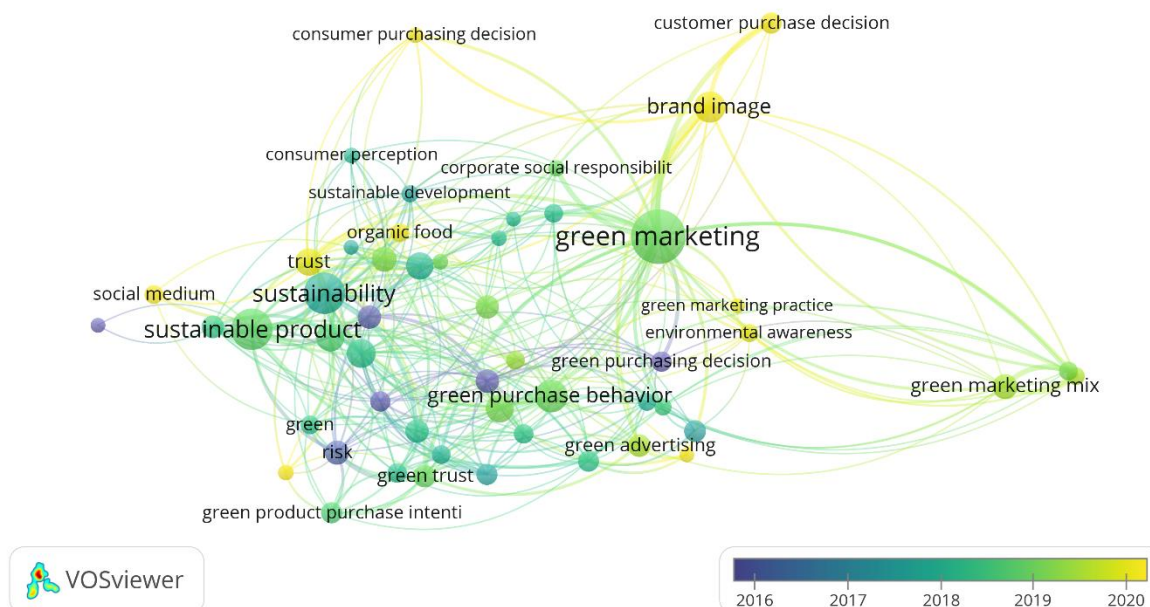 customer purchase decision
consumer purchasing decision
brand image
consumer perception
corporate social responsibilit
sustainable development
organic food
green marketing
trust
social medium
sustainability
green marketing practice
sustainable product
environmental awareness
green purchasing decision
green marketing mix
green purchase behavior
green
green advertising
risk
green trust
green product purchase intenti
VOSviewer
2016 2017 2018 2019 2020